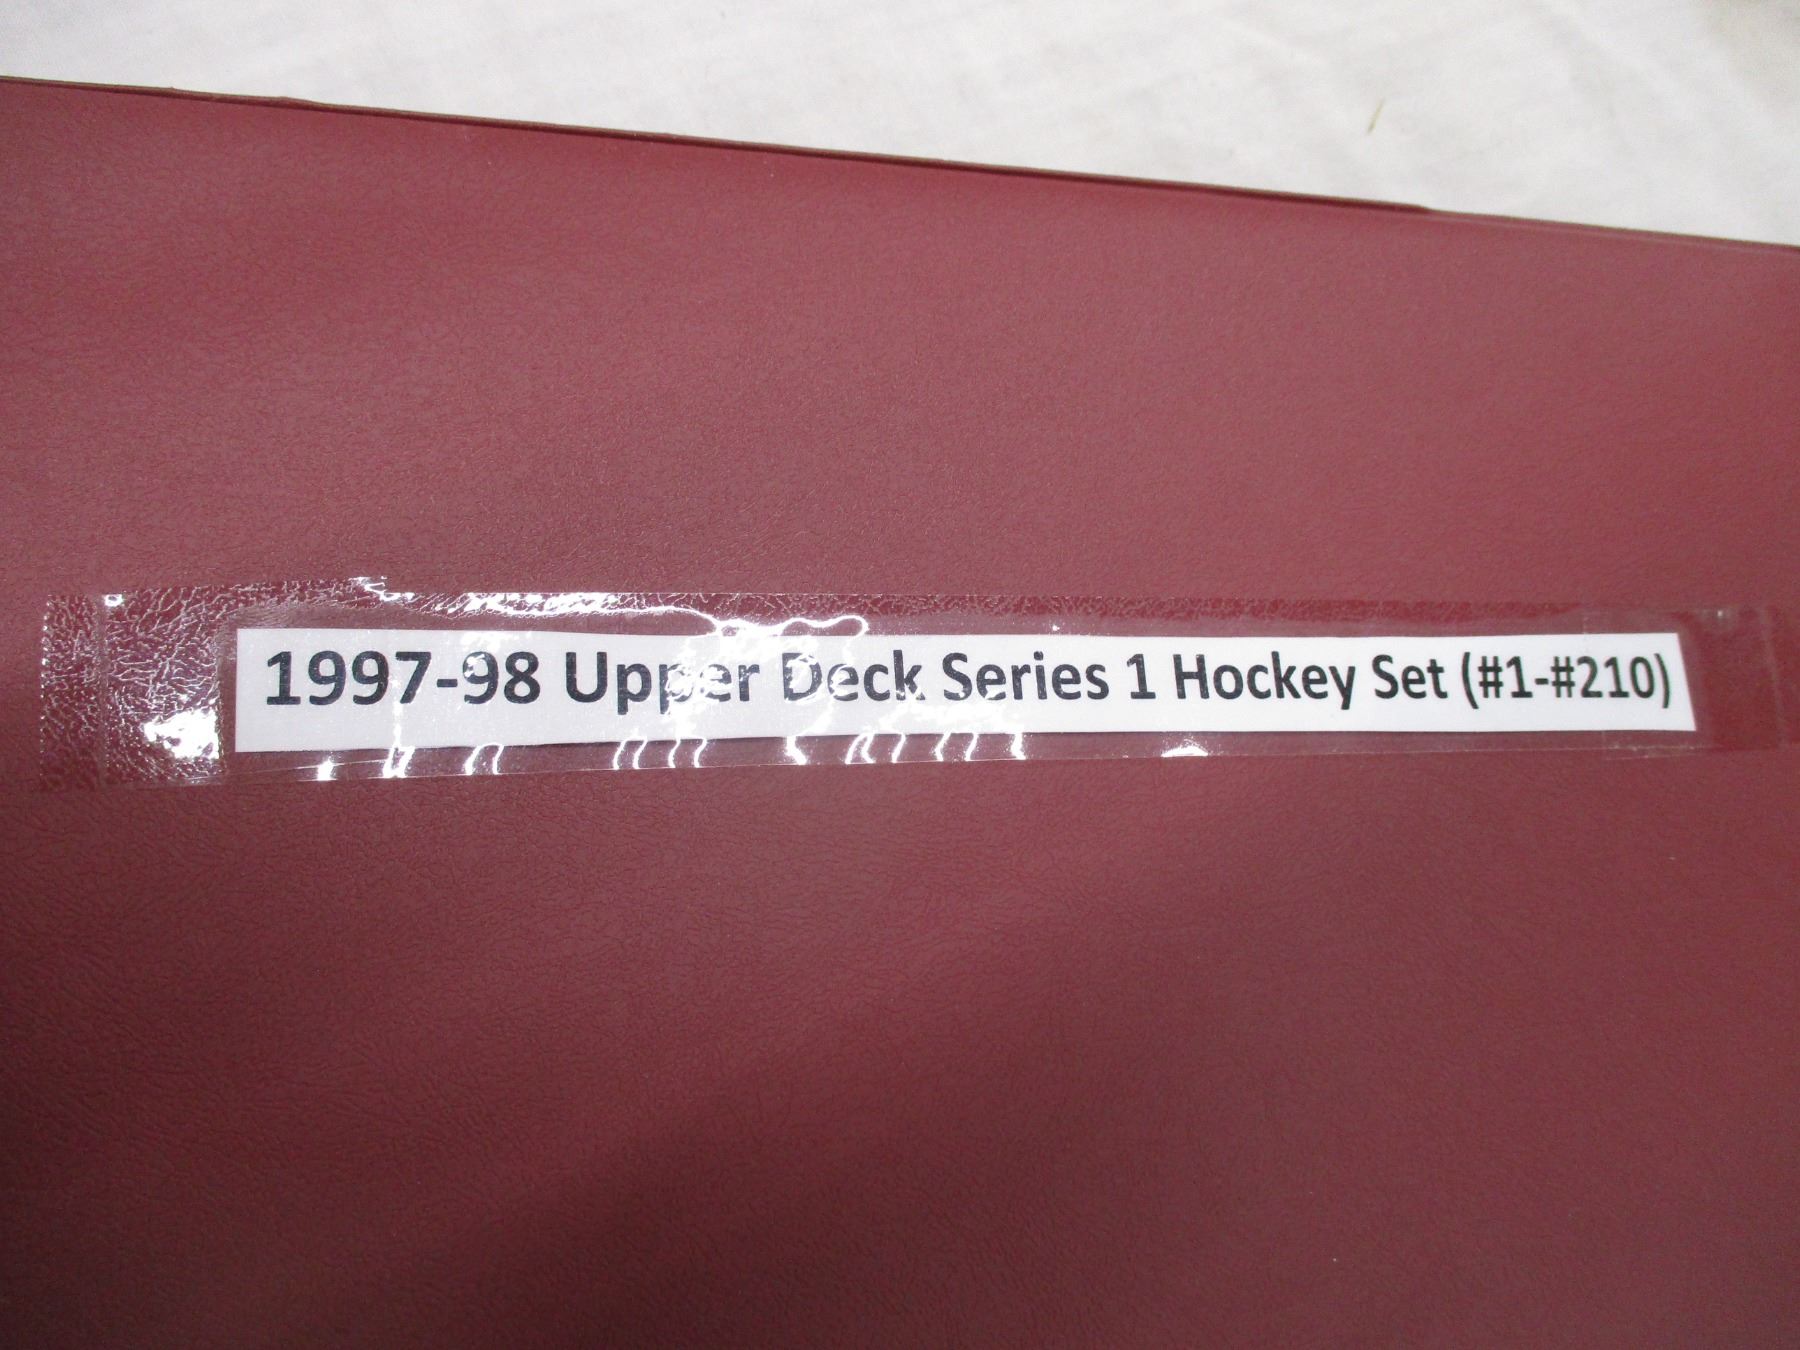 1997-98 Upper Deck Series 1 Hockey Set (#1-#210)